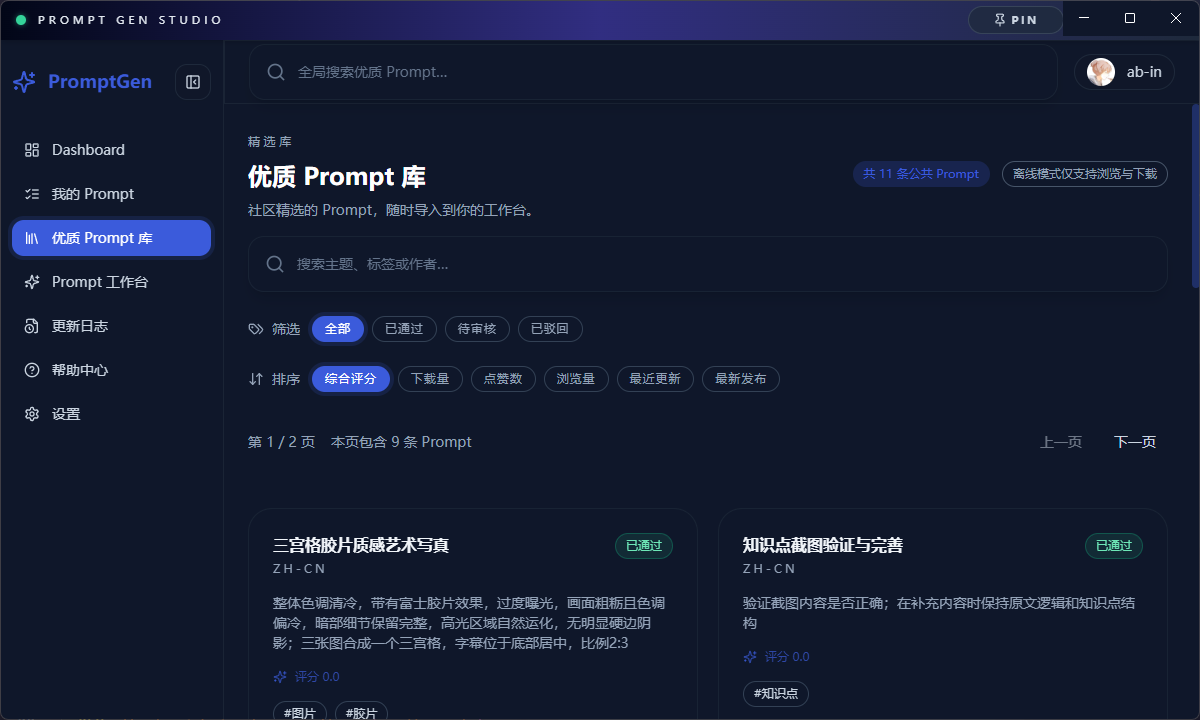 PROMPT GEN STUDIO
PIN
PromptGen
全局搜索优质 Prompt...
ab-in
Dashboard
我的 Prompt
优质 Prompt 库
Prompt 工作台
更新日志
帮助中心
设置
精选库
优质 Prompt 库
社区精选的 Prompt，随时导入到你的工作台。
共 11 条公共 Prompt
离线模式仅支持浏览与下载
搜索主题、标签或作者...
筛选 全部 已通过 待审核 已驳回
排序 综合评分 下载量 点赞数 浏览量 最近更新 最新发布
第 1 / 2 页 本页包含 9 条 Prompt 上一页 下一页
三宫格胶片质感艺术写真 已通过
ZH-CN
整体色调清冷，带有富士胶片效果，过度曝光，画面粗粝且色调
偏冷，暗部细节保留完整，高光区域自然运化，无明显硬边阴
影；三张图合成一个三宫格，字幕位于底部居中，比例2:3
评分 0.0
#图片 #胶片
知识点截图验证与完善 已通过
ZH-CN
验证截图内容是否正确；在补充内容时保持原文逻辑和知识点结
构
评分 0.0
#知识点